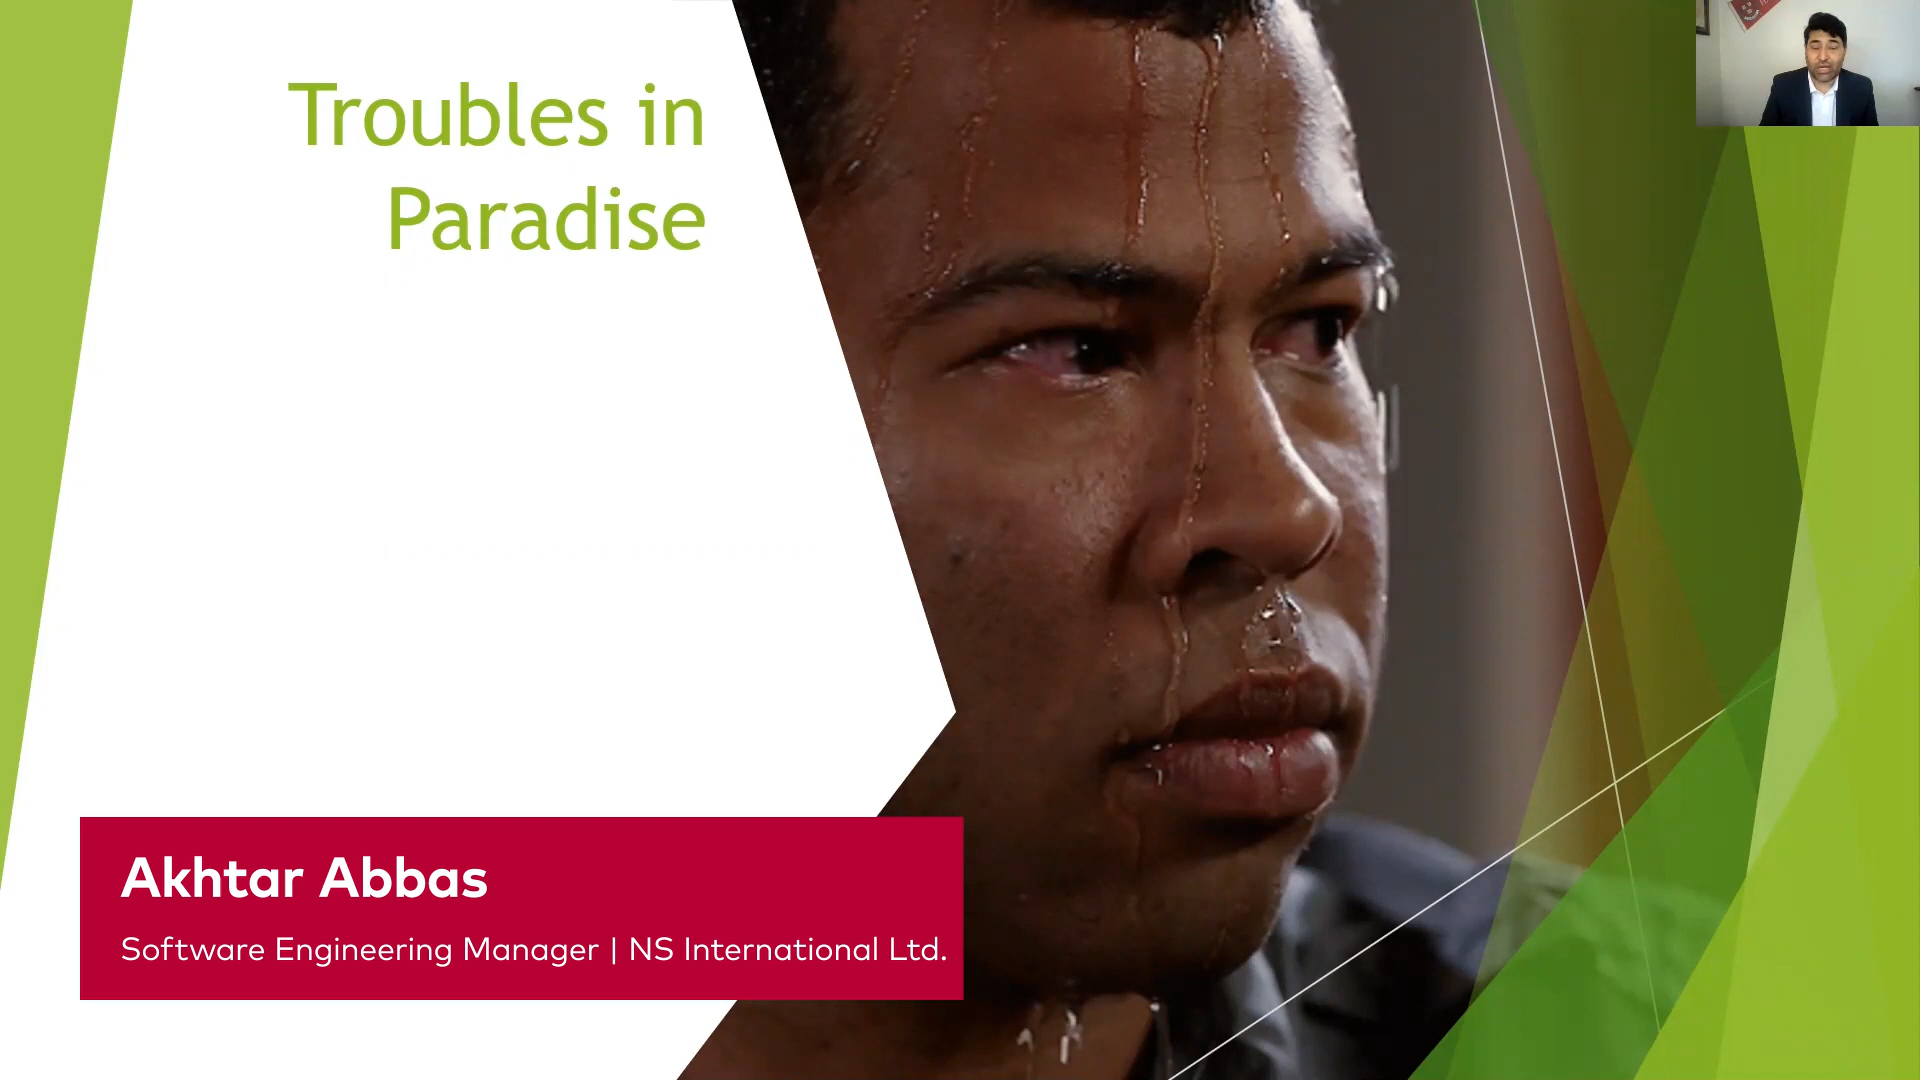 Troubles in
Paradise
Akhtar Abbas
Software Engineering Manager | NS International Ltd.